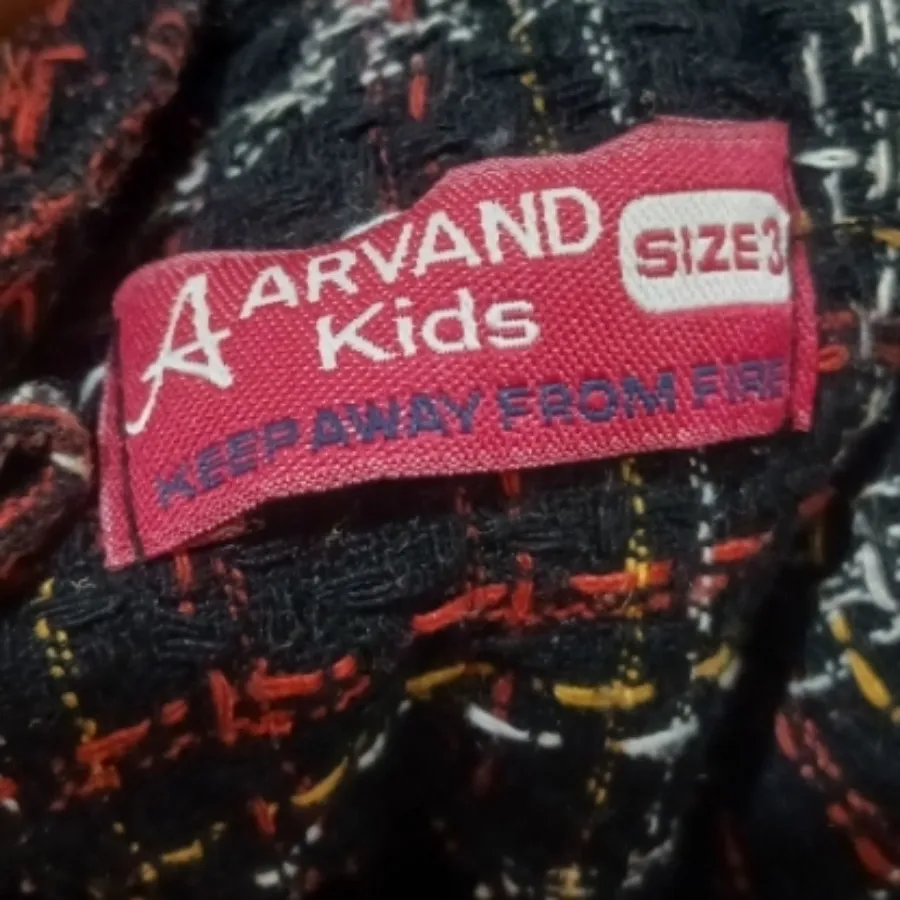 AARVAND
Kids
SIZE 3
KEEP AWAY FROM FIRE